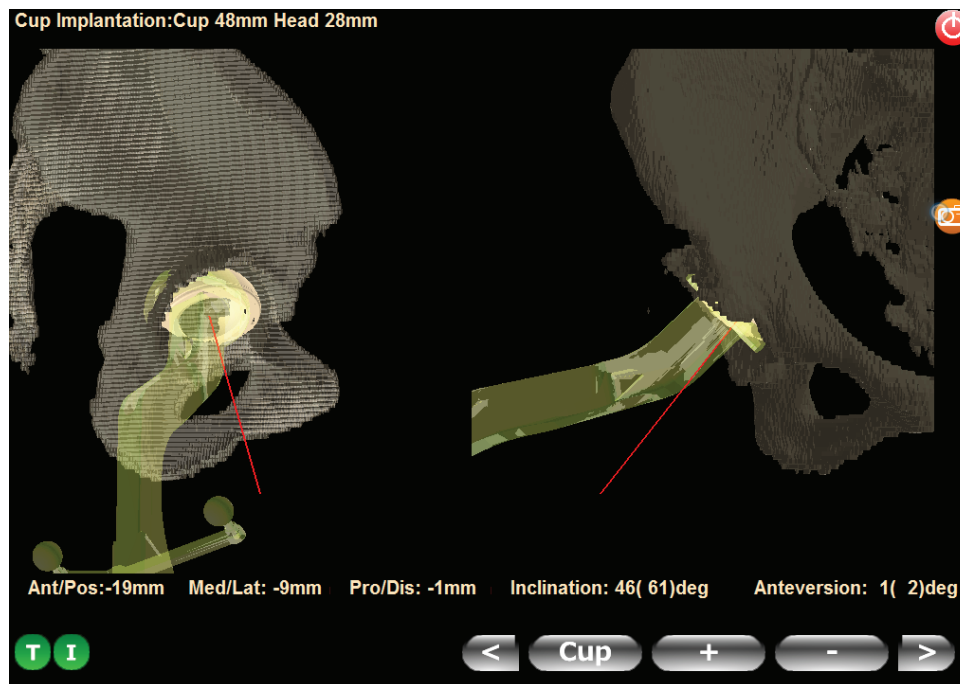 Cup Implantation:Cup 48mm Head 28mm
Ant/Pos:-19mm Med/Lat: -9mm Pro/Dis: -1mm Inclination: 46( 61)deg Anteversion: 1( 2)deg
T I < Cup + - >